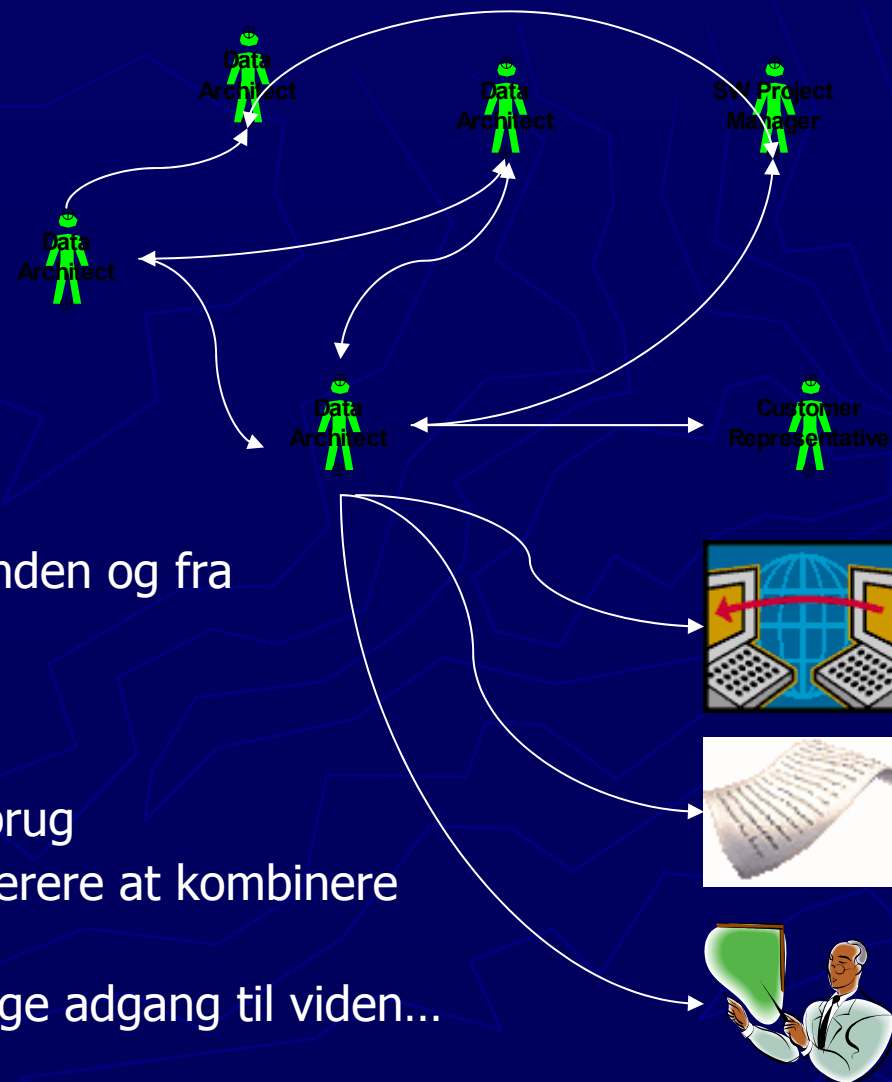 Data
Architect
Data
Architect
SW Project
Manager
Data
Architect
Data
Architect
Customer
Representative
nden og fra
brug
erere at kombinere
ge adgang til viden…